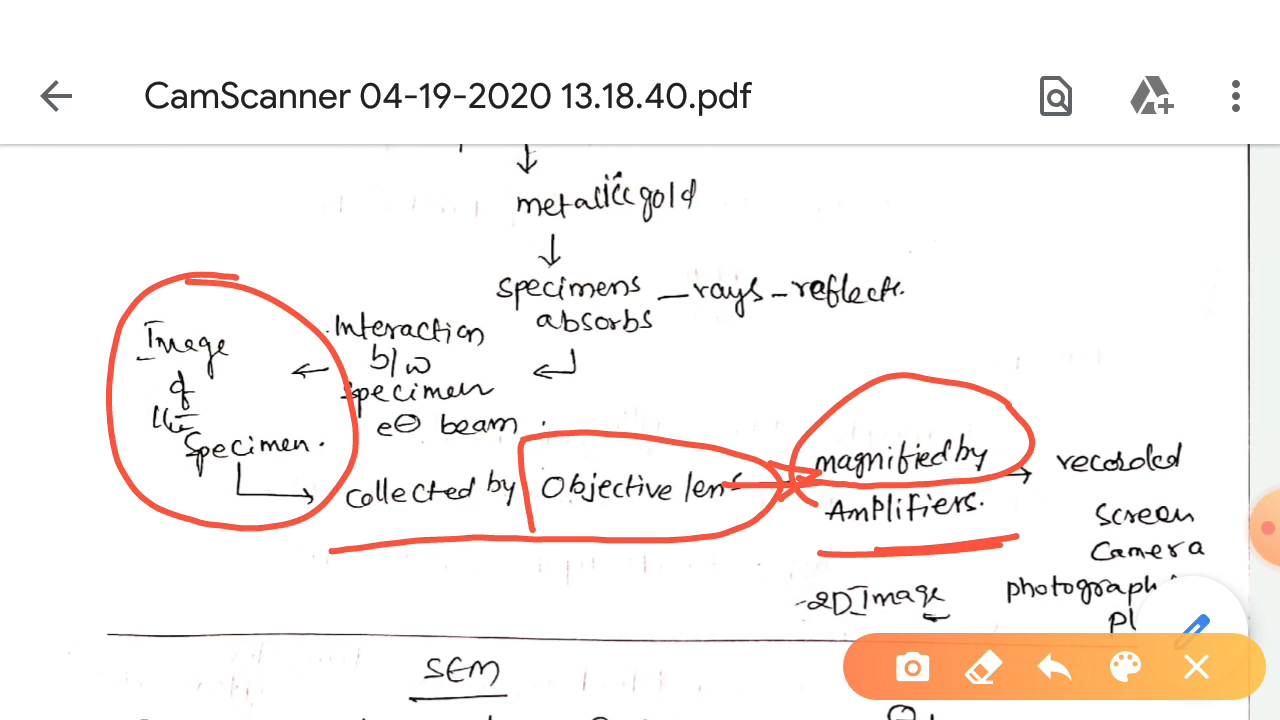 CamScanner 04-19-2020 13.18.40.pdf
↓
metallic gold
↓
specimens — rays – reflect.
absorbs
Image ← Interaction
of b/w
the specimen
Specimen. e⊖ beam.
collected by Objective lens → magnified by → recorded
Amplifiers.
Screen
Camera
- 2D Image photograph
pl
SEM